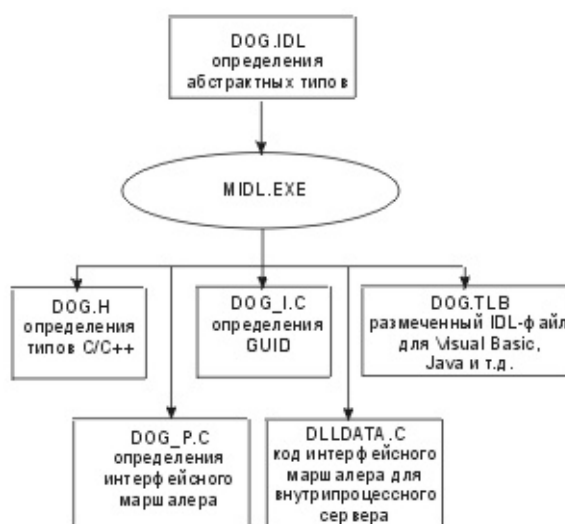 DOG.IDL
определения
абстрактных типов
MIDL.EXE
DOG.H
определения
типов C/C++
DOG_I.C
определения
GUID
DOG.TLB
размеченный IDL-файл
для Visual Basic,
Java и т.д.
DOG_P.C
определения
интерфейсного
маршалера
DLLDATA.C
код интерфейсного
маршалера для
внутрипроцессного
сервера